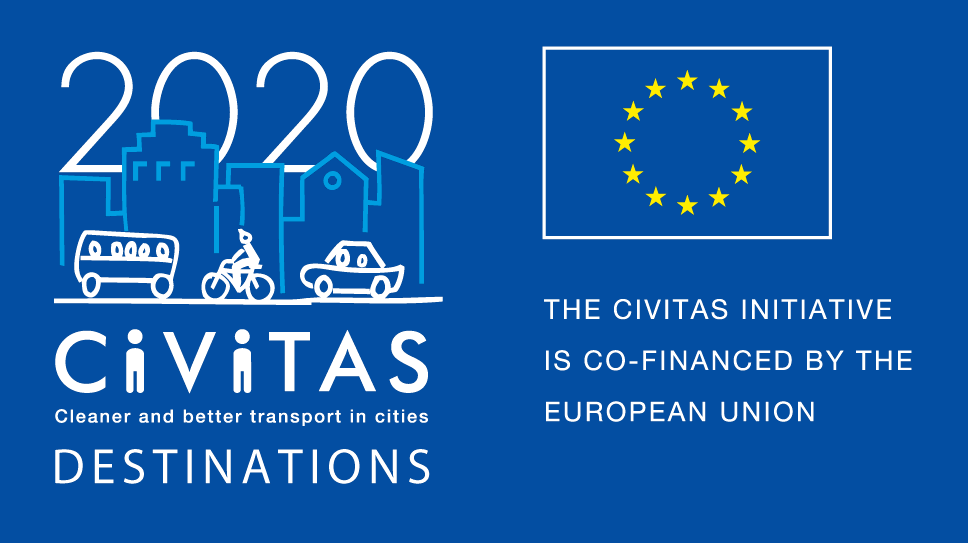 2020
CiViTAS
Cleaner and better transport in cities
DESTINATIONS
THE CIVITAS INITIATIVE
IS CO-FINANCED BY THE
EUROPEAN UNION